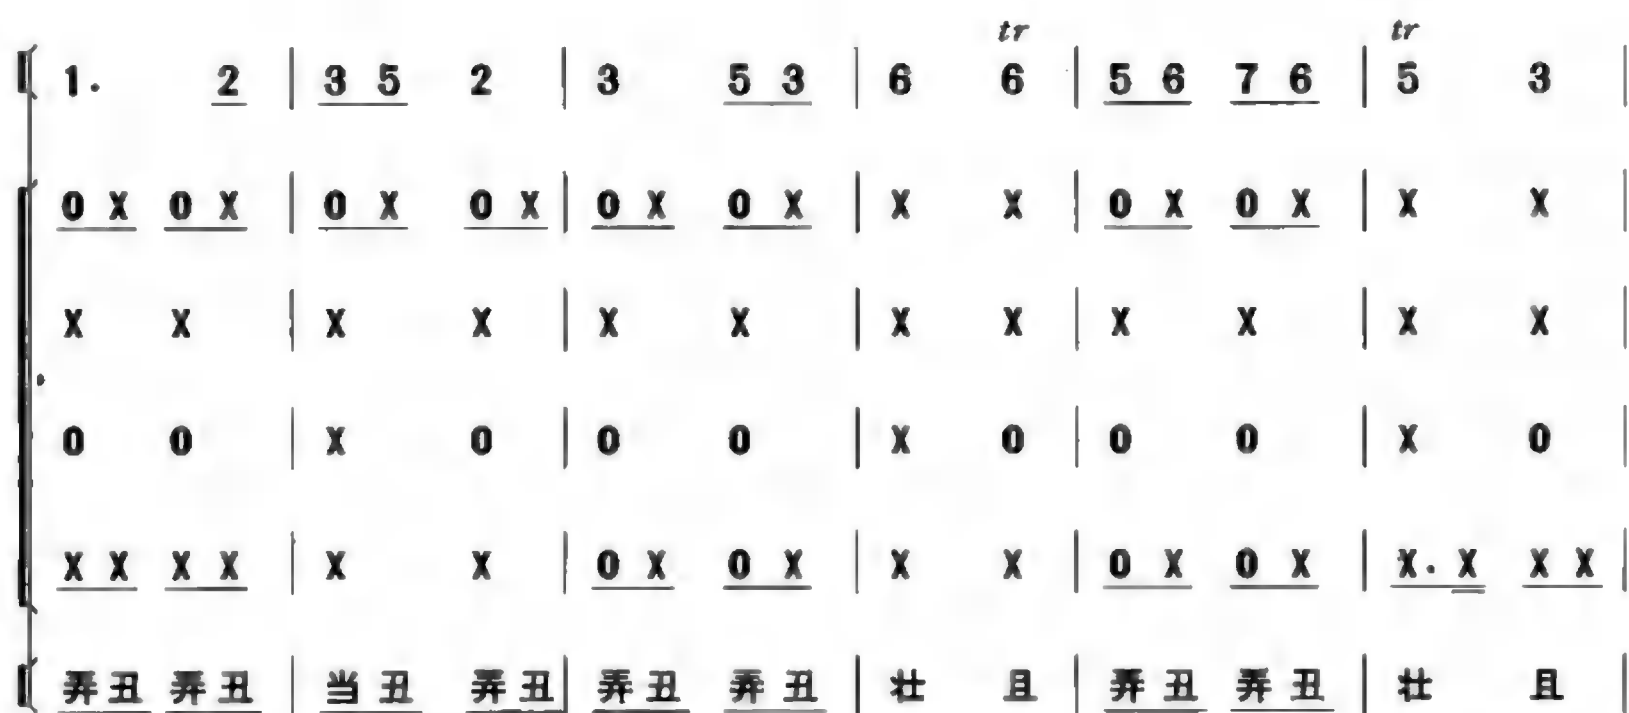 tr tr
1. 2 | 3 5 2 | 3 5 3 | 6 6 | 5 6 7 6 | 5 3 |
0 X 0 X | 0 X 0 X | 0 X 0 X | X X | 0 X 0 X | X X |
X X | X X | X X | X X | X X | X X |
0 0 | X 0 | 0 0 | X 0 | 0 0 | X 0 |
X X X X | X X | 0 X 0 X | X X | 0 X 0 X | X. X X X |
弄丑 弄丑 | 当丑 弄丑 | 弄丑 弄丑 | 壮 且 | 弄丑 弄丑 | 壮 且 |